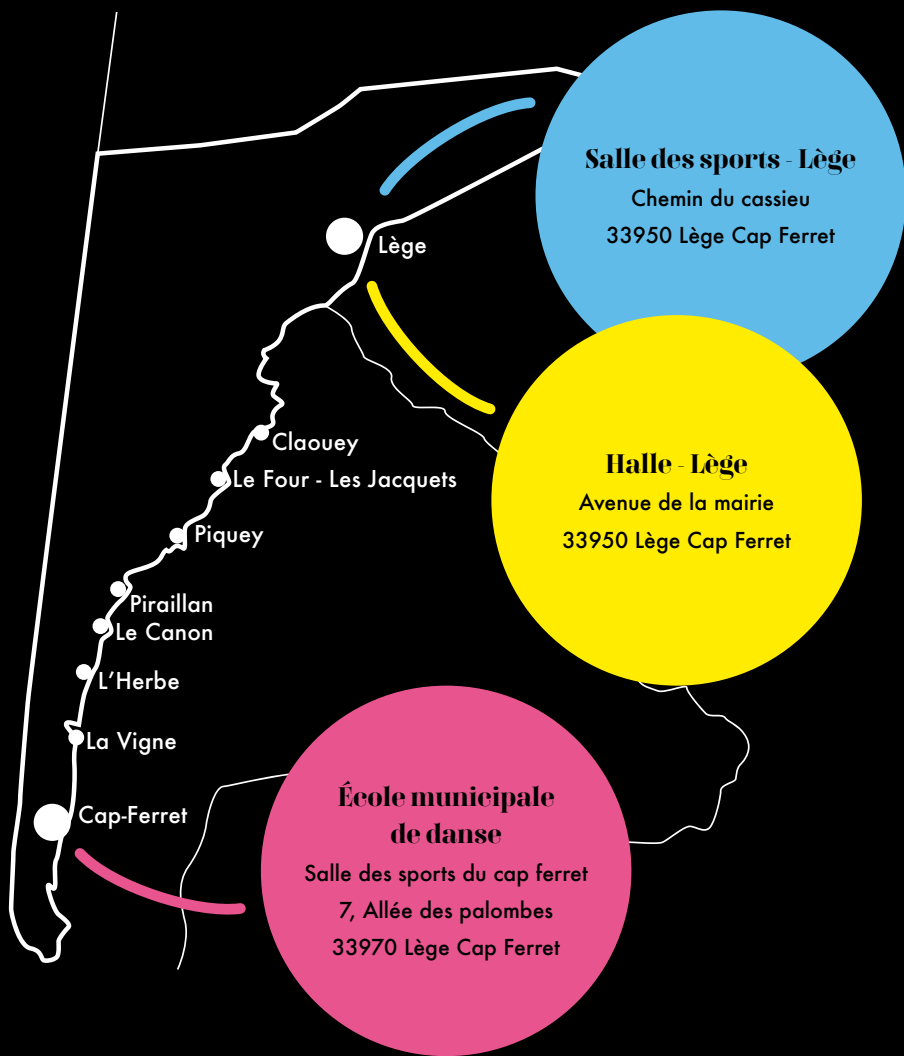 Salle des sports - Lège
Chemin du cassieu
33950 Lège Cap Ferret
Lège
Halle - Lège
Avenue de la mairie
33950 Lège Cap Ferret
Claouey
Le Four - Les Jacquets
Piquey
Piraillan
Le Canon
L'Herbe
La Vigne
Cap-Ferret
École municipale
de danse
Salle des sports du cap ferret
7, Allée des palombes
33970 Lège Cap Ferret